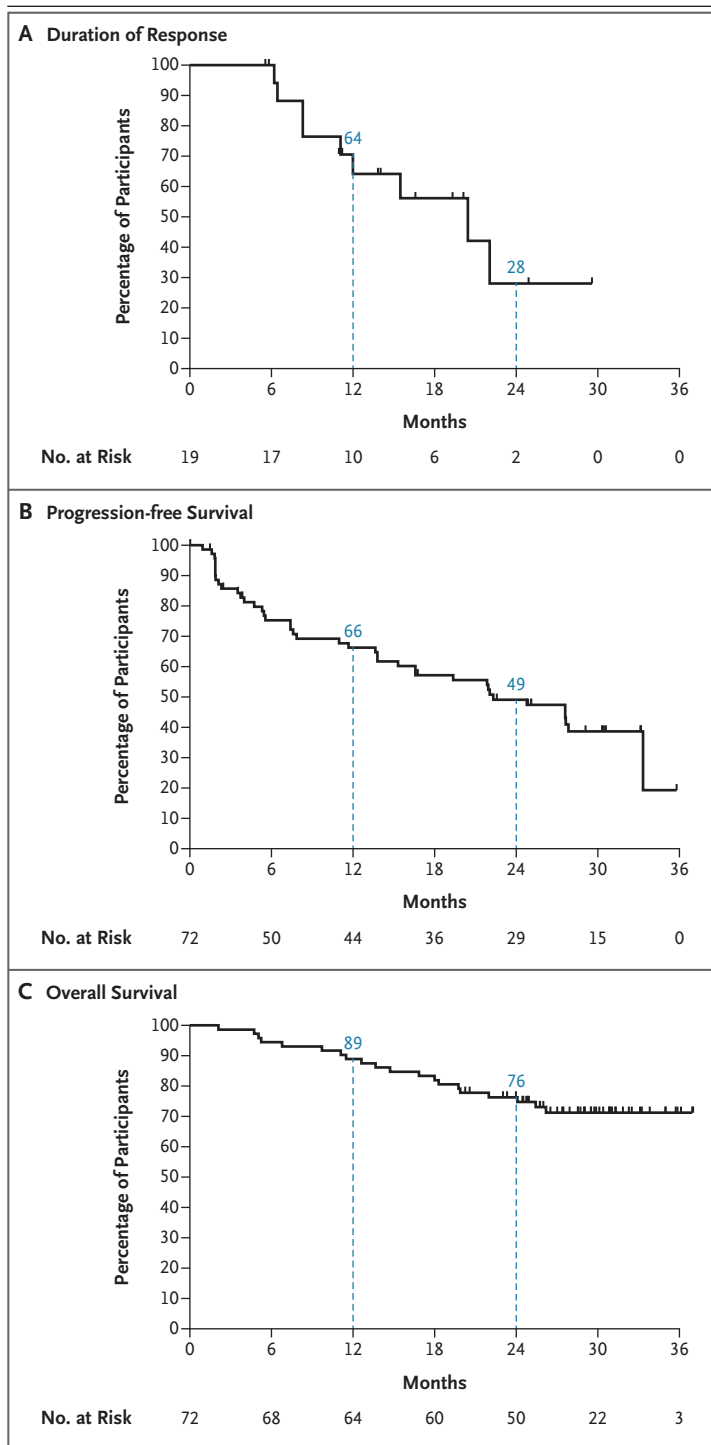 A Duration of Response
100
90
80
70
60
50
40
30
20
10
0
Percentage of Participants
64
28
0 6 12 18 24 30 36
Months
No. at Risk 19 17 10 6 2 0 0
B Progression-free Survival
100
90
80
70
60
50
40
30
20
10
0
Percentage of Participants
66
49
0 6 12 18 24 30 36
Months
No. at Risk 72 50 44 36 29 15 0
C Overall Survival
100
90
80
70
60
50
40
30
20
10
0
Percentage of Participants
89
76
0 6 12 18 24 30 36
Months
No. at Risk 72 68 64 60 50 22 3